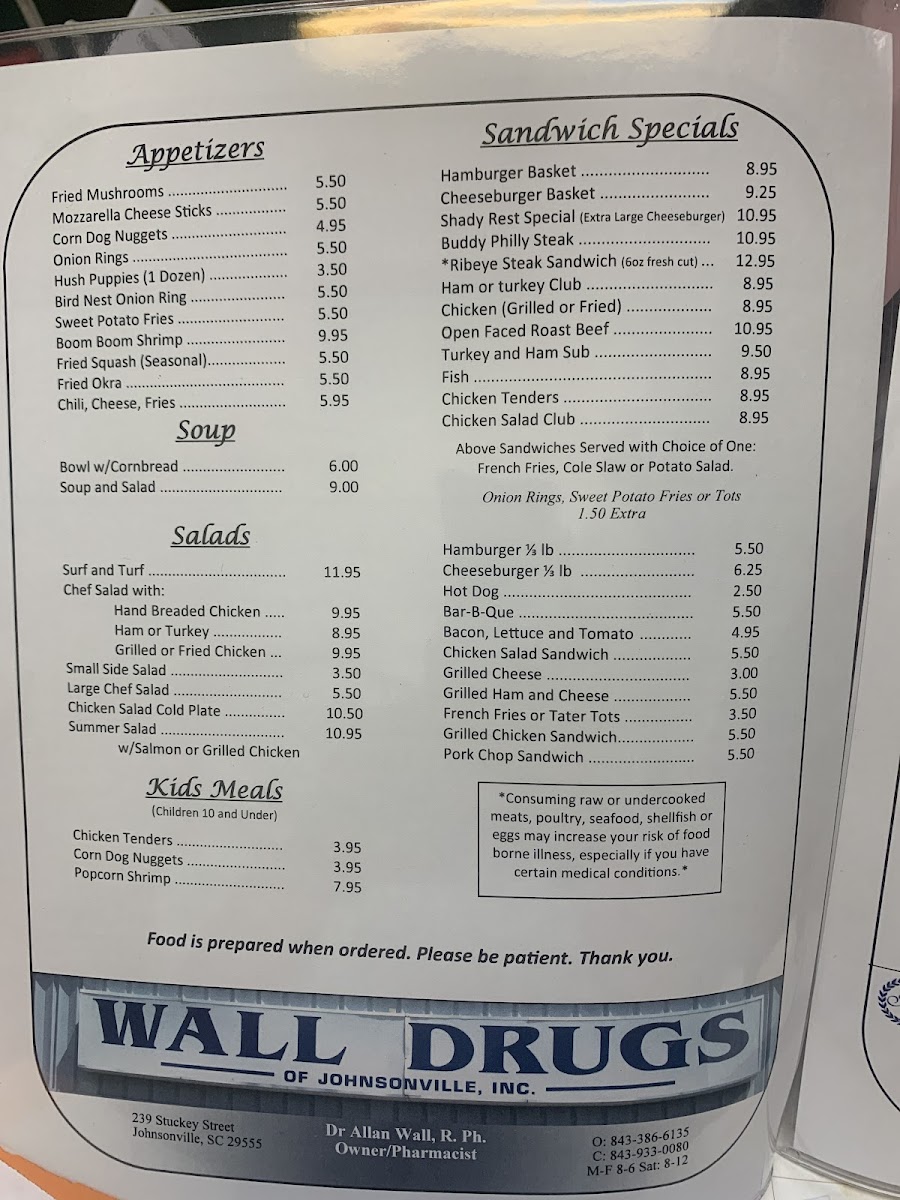 Appetizers
Fried Mushrooms ............................ 5.50
Mozzarella Cheese Sticks ................. 5.50
Corn Dog Nuggets ............................ 4.95
Onion Rings ..................................... 5.50
Hush Puppies (1 Dozen) ................... 3.50
Bird Nest Onion Ring ....................... 5.50
Sweet Potato Fries .......................... 5.50
Boom Boom Shrimp ........................ 9.95
Fried Squash (Seasonal)................... 5.50
Fried Okra ...................................... 5.50
Chili, Cheese, Fries .......................... 5.95
Soup
Bowl w/Cornbread ......................... 6.00
Soup and Salad .............................. 9.00
Salads
Surf and Turf ................................. 11.95
Chef Salad with:
Hand Breaded Chicken ..... 9.95
Ham or Turkey ................. 8.95
Grilled or Fried Chicken ... 9.95
Small Side Salad ............................ 3.50
Large Chef Salad ........................... 5.50
Chicken Salad Cold Plate ............... 10.50
Summer Salad ............................... 10.95
w/Salmon or Grilled Chicken
Kids Meals
(Children 10 and Under)
Chicken Tenders .......................... 3.95
Corn Dog Nuggets ........................ 3.95
Popcorn Shrimp ........................... 7.95
Sandwich Specials
Hamburger Basket ............................... 8.95
Cheeseburger Basket .......................... 9.25
Shady Rest Special (Extra Large Cheeseburger) 10.95
Buddy Philly Steak ................................ 10.95
*Ribeye Steak Sandwich (6oz fresh cut) ... 12.95
Ham or turkey Club ............................... 8.95
Chicken (Grilled or Fried) ..................... 8.95
Open Faced Roast Beef ........................ 10.95
Turkey and Ham Sub ............................ 9.50
Fish ......................................................... 8.95
Chicken Tenders .................................... 8.95
Chicken Salad Club ................................ 8.95
Above Sandwiches Served with Choice of One:
French Fries, Cole Slaw or Potato Salad.
Onion Rings, Sweet Potato Fries or Tots
1.50 Extra
Hamburger ⅓ lb ................................. 5.50
Cheeseburger ⅓ lb ............................ 6.25
Hot Dog .............................................. 2.50
Bar-B-Que .......................................... 5.50
Bacon, Lettuce and Tomato ............ 4.95
Chicken Salad Sandwich ................... 5.50
Grilled Cheese ................................... 3.00
Grilled Ham and Cheese ................... 5.50
French Fries or Tater Tots ................ 3.50
Grilled Chicken Sandwich.................. 5.50
Pork Chop Sandwich .......................... 5.50
*Consuming raw or undercooked
meats, poultry, seafood, shellfish or
eggs may increase your risk of food
borne illness, especially if you have
certain medical conditions.*
Food is prepared when ordered. Please be patient. Thank you.
WALL DRUGS
OF JOHNSONVILLE, INC.
239 Stuckey Street
Johnsonville, SC 29555
Dr Allan Wall, R. Ph.
Owner/Pharmacist
O: 843-386-6135
C: 843-933-0080
M-F 8-6 Sat: 8-12